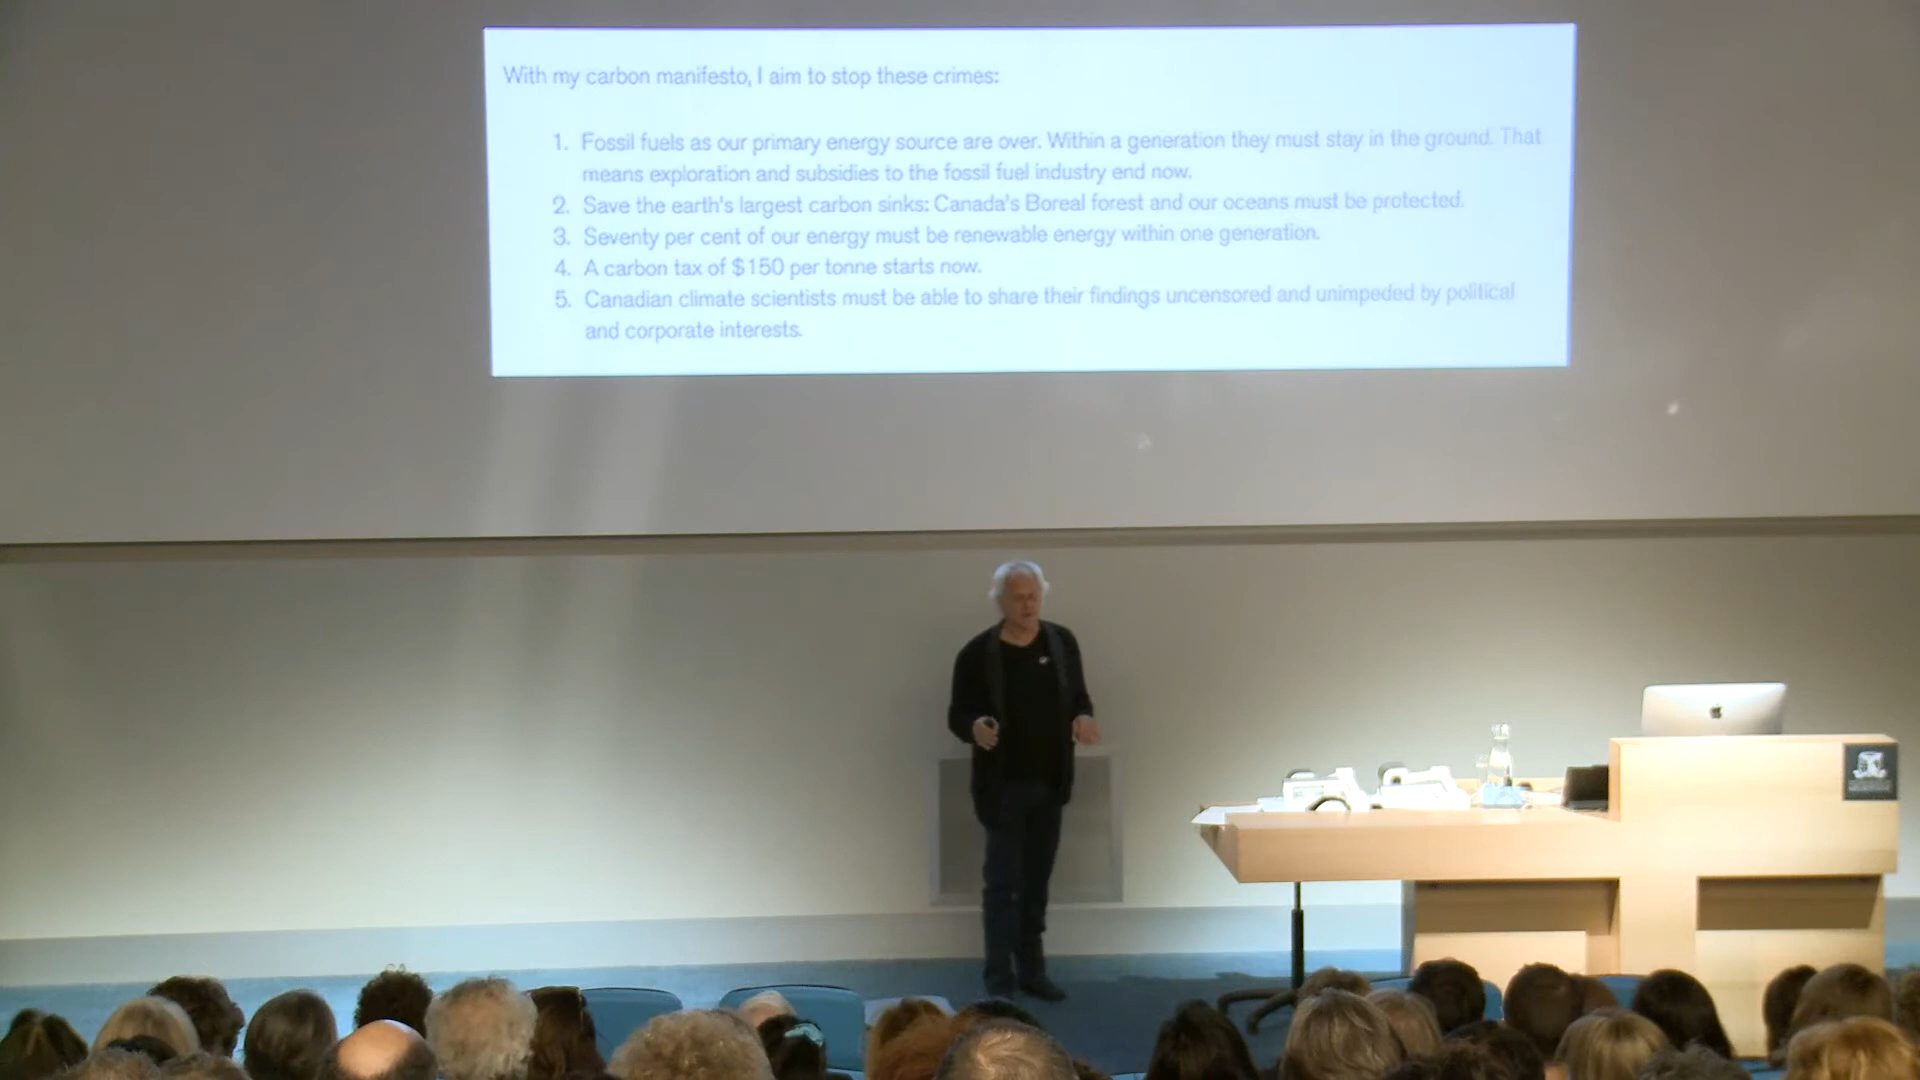 With my carbon manifesto, I aim to stop these crimes:
1. Fossil fuels as our primary energy source are over. Within a generation they must stay in the ground. That
means exploration and subsidies to the fossil fuel industry end now.
2. Save the earth's largest carbon sinks: Canada's Boreal forest and our oceans must be protected.
3. Seventy per cent of our energy must be renewable energy within one generation.
4. A carbon tax of $150 per tonne starts now.
5. Canadian climate scientists must be able to share their findings uncensored and unimpeded by political
and corporate interests.